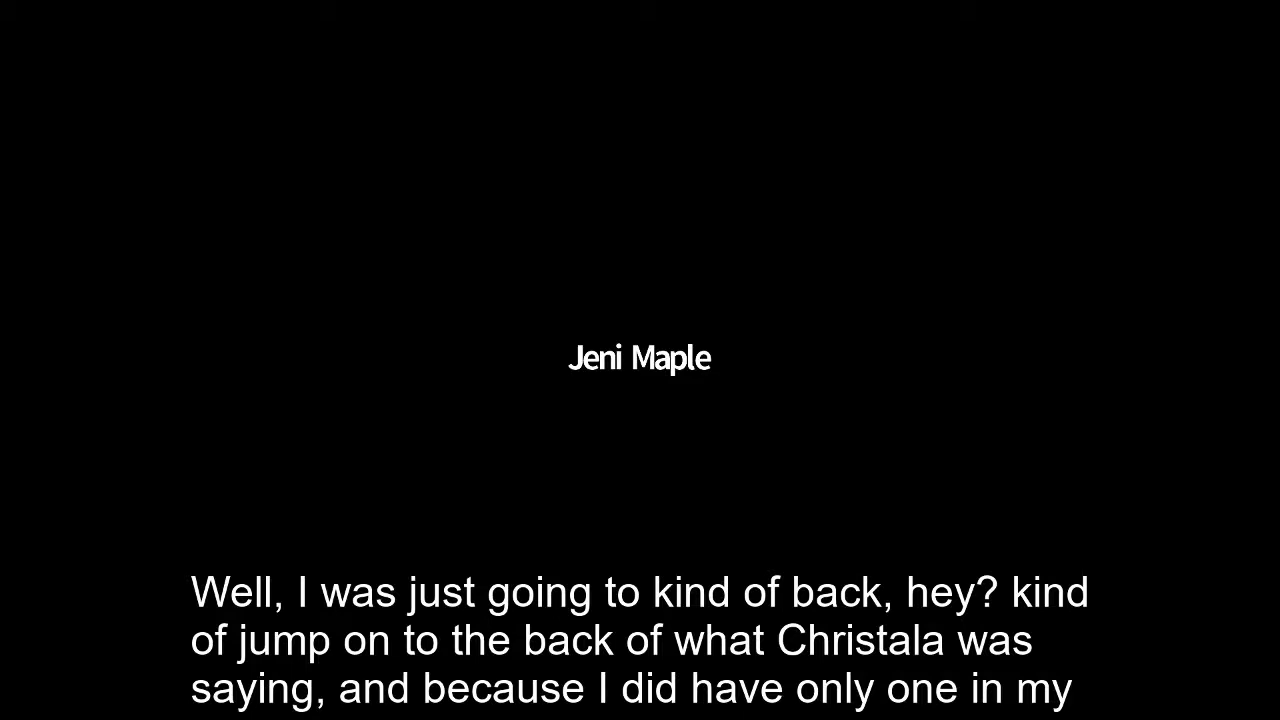 Jeni Maple
Well, I was just going to kind of back, hey? kind
of jump on to the back of what Christala was
saying, and because I did have only one in my